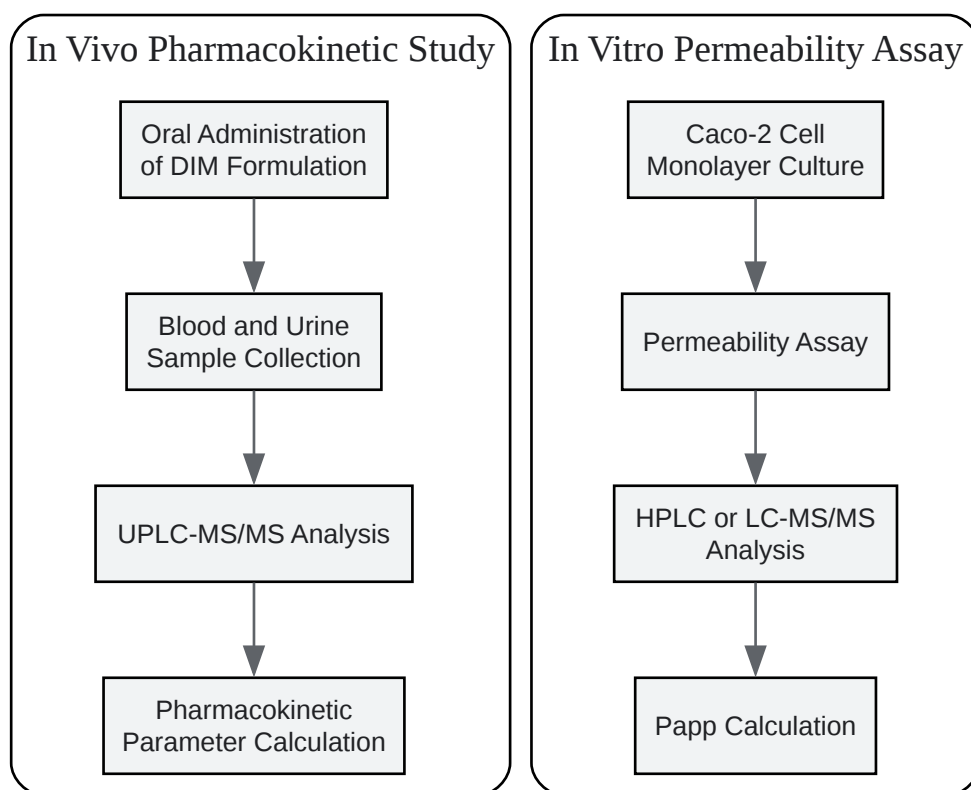 In Vivo Pharmacokinetic Study
Oral Administration
of DIM Formulation
Blood and Urine
Sample Collection
UPLC-MS/MS Analysis
Pharmacokinetic
Parameter Calculation
In Vitro Permeability Assay
Caco-2 Cell
Monolayer Culture
Permeability Assay
HPLC or LC-MS/MS
Analysis
Papp Calculation